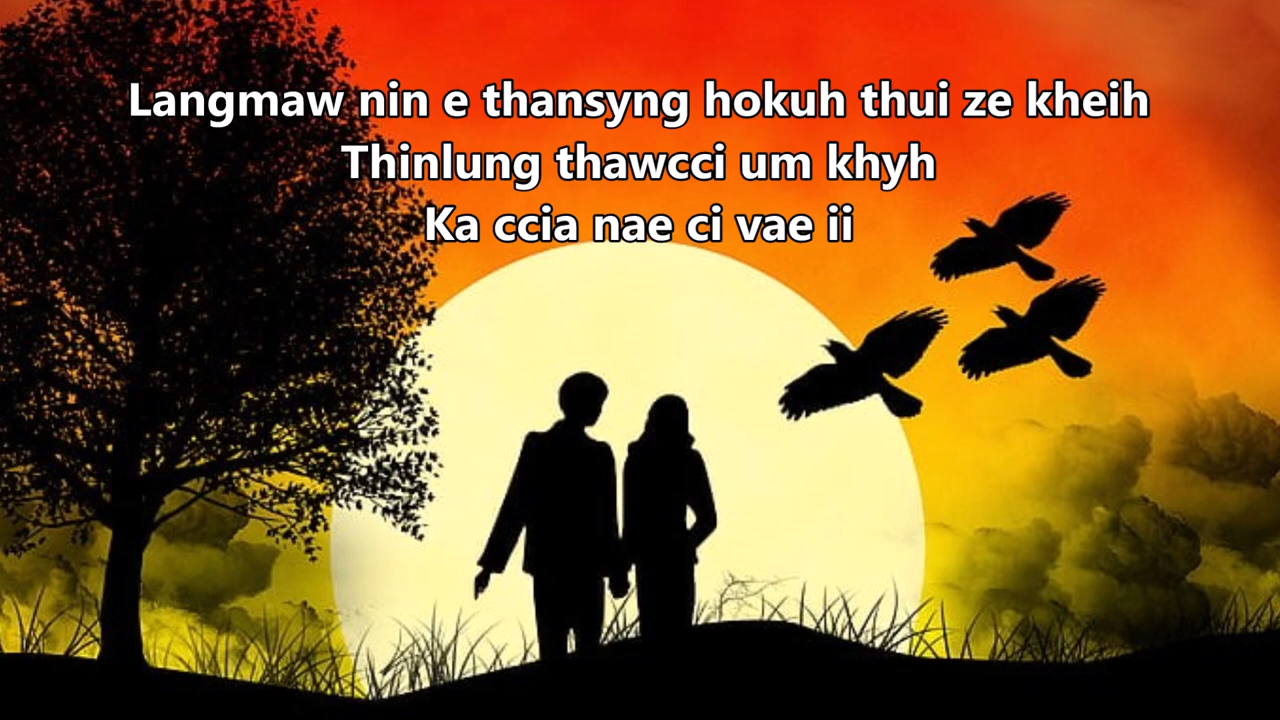 Langmaw nin e thansyng hokuh thui ze kheih
Thinlung thawcci um khyh
Ka ccia nae ci vae ii